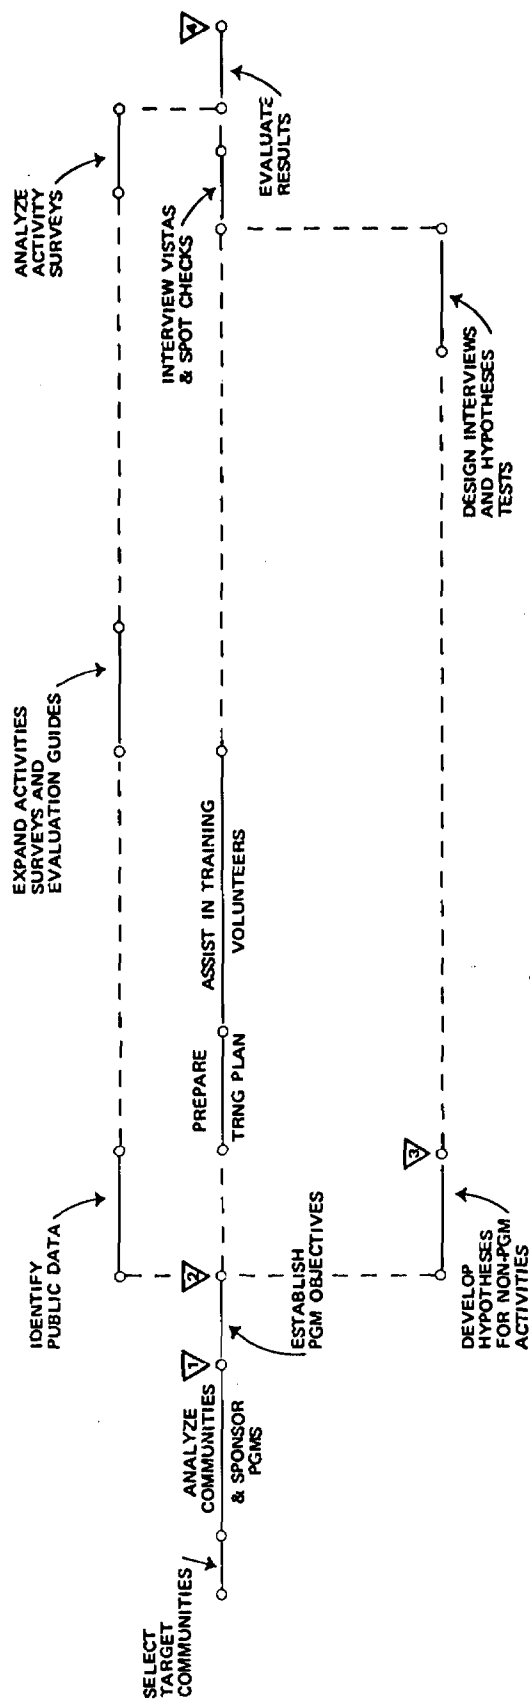 SELECT
TARGET
COMMUNITIES
ANALYZE
COMMUNITIES
& SPONSOR
PGMS
1
ESTABLISH
PGM OBJECTIVES
2
IDENTIFY
PUBLIC DATA
DEVELOP
HYPOTHESES
FOR NON-PGM
ACTIVITIES
3
PREPARE
TRNG PLAN
ASSIST IN TRAINING
VOLUNTEERS
EXPAND ACTIVITIES
SURVEYS AND
EVALUATION GUIDES
DESIGN INTERVIEWS
AND HYPOTHESES
TESTS
INTERVIEW VISTAS
& SPOT CHECKS
ANALYZE
ACTIVITY
SURVEYS
EVALUATE
RESULTS
4